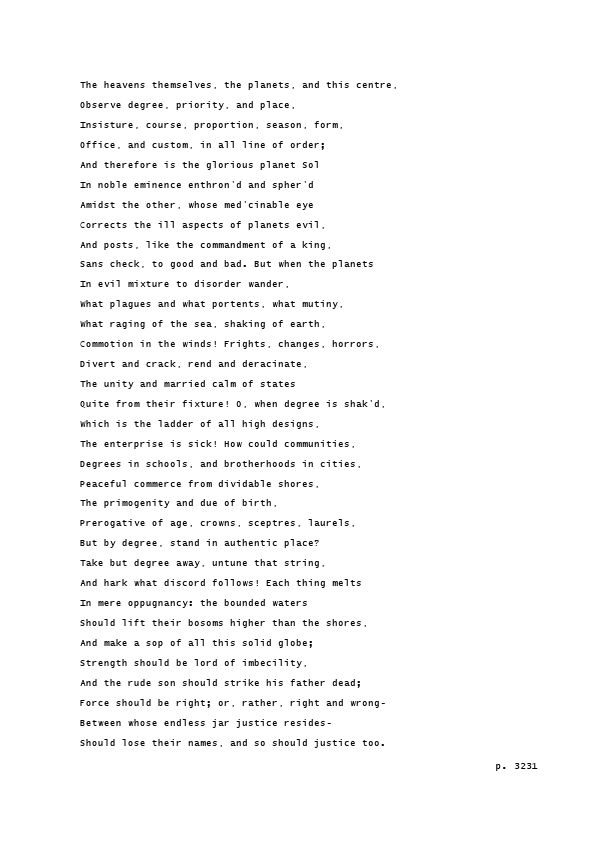 The heavens themselves, the planets, and this centre,
Observe degree, priority, and place,
Insisture, course, proportion, season, form,
Office, and custom, in all line of order;
And therefore is the glorious planet Sol
In noble eminence enthron'd and spher'd
Amidst the other, whose med'cinable eye
Corrects the ill aspects of planets evil,
And posts, like the commandment of a king,
Sans check, to good and bad. But when the planets
In evil mixture to disorder wander,
What plagues and what portents, what mutiny,
What raging of the sea, shaking of earth,
Commotion in the winds! Frights, changes, horrors,
Divert and crack, rend and deracinate,
The unity and married calm of states
Quite from their fixture! O, when degree is shak'd,
Which is the ladder of all high designs,
The enterprise is sick! How could communities,
Degrees in schools, and brotherhoods in cities,
Peaceful commerce from dividable shores,
The primogenity and due of birth,
Prerogative of age, crowns, sceptres, laurels,
But by degree, stand in authentic place?
Take but degree away, untune that string,
And hark what discord follows! Each thing melts
In mere oppugnancy: the bounded waters
Should lift their bosoms higher than the shores,
And make a sop of all this solid globe;
Strength should be lord of imbecility,
And the rude son should strike his father dead;
Force should be right; or, rather, right and wrong-
Between whose endless jar justice resides-
Should lose their names, and so should justice too.
p. 3231